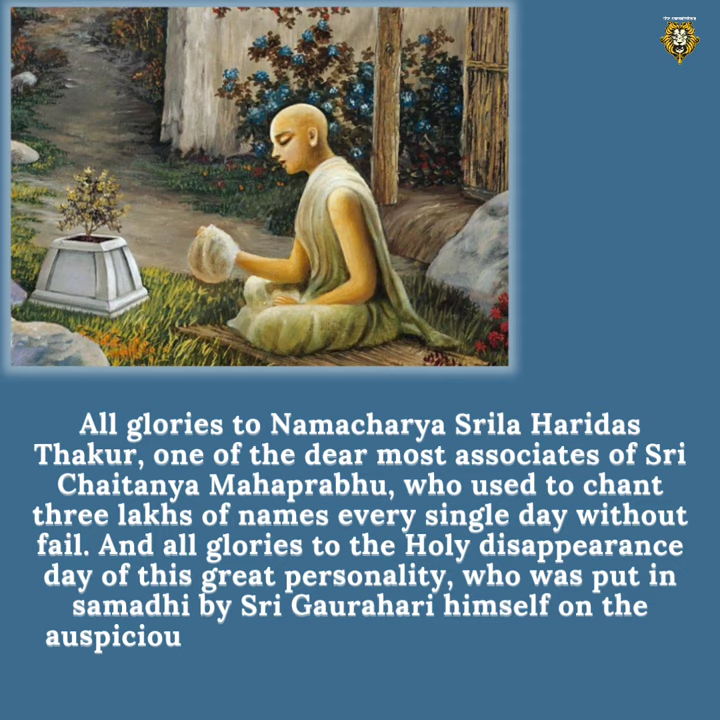 All glories to Namacharya Srila Haridas
Thakur, one of the dear most associates of Sri
Chaitanya Mahaprabhu, who used to chant
three lakhs of names every single day without
fail. And all glories to the Holy disappearance
day of this great personality, who was put in
samadhi by Sri Gaurahari himself on the
auspiciou